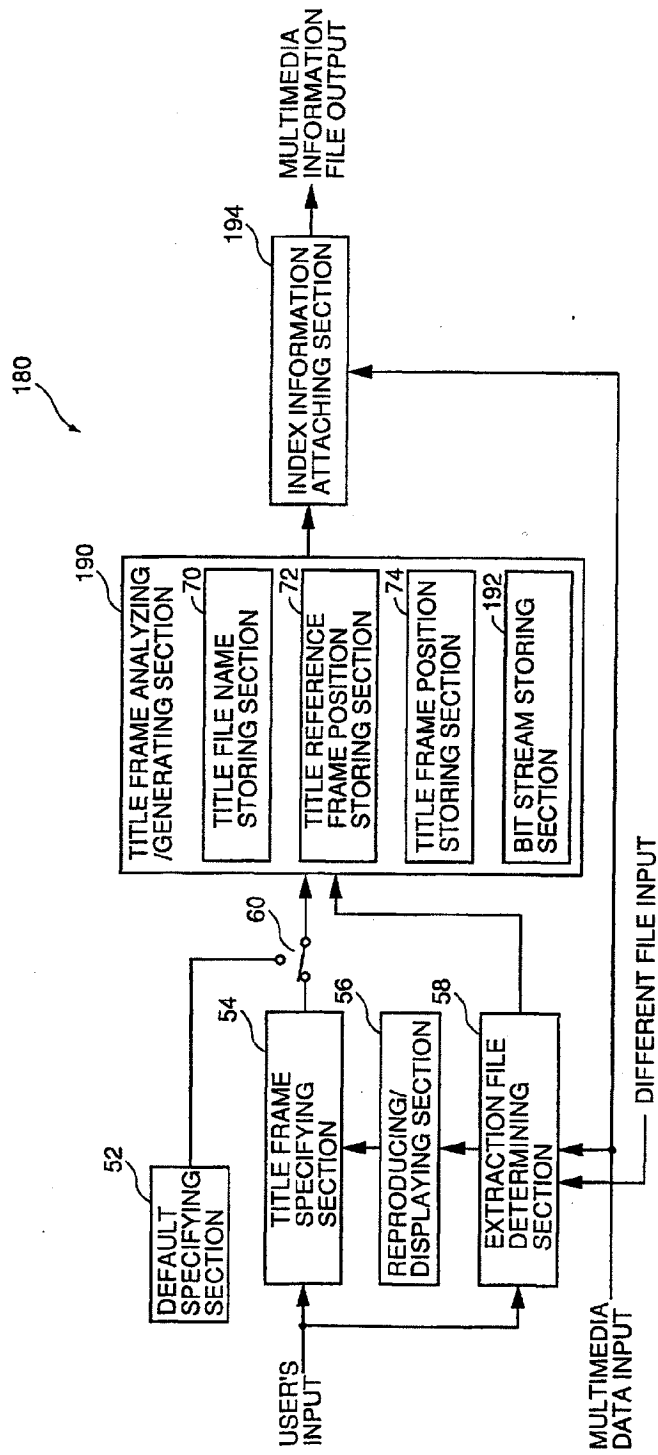 180
USER'S
INPUT
MULTIMEDIA
DATA INPUT
DIFFERENT FILE INPUT
52
DEFAULT
SPECIFYING
SECTION
54
TITLE FRAME
SPECIFYING
SECTION
56
REPRODUCING/
DISPLAYING SECTION
58
EXTRACTION FILE
DETERMINING
SECTION
60
190
TITLE FRAME ANALYZING
/GENERATING SECTION
70
TITLE FILE NAME
STORING SECTION
72
TITLE REFERENCE
FRAME POSITION
STORING SECTION
74
TITLE FRAME POSITION
STORING SECTION
192
BIT STREAM STORING
SECTION
194
INDEX INFORMATION
ATTACHING SECTION
MULTIMEDIA
INFORMATION
FILE OUTPUT